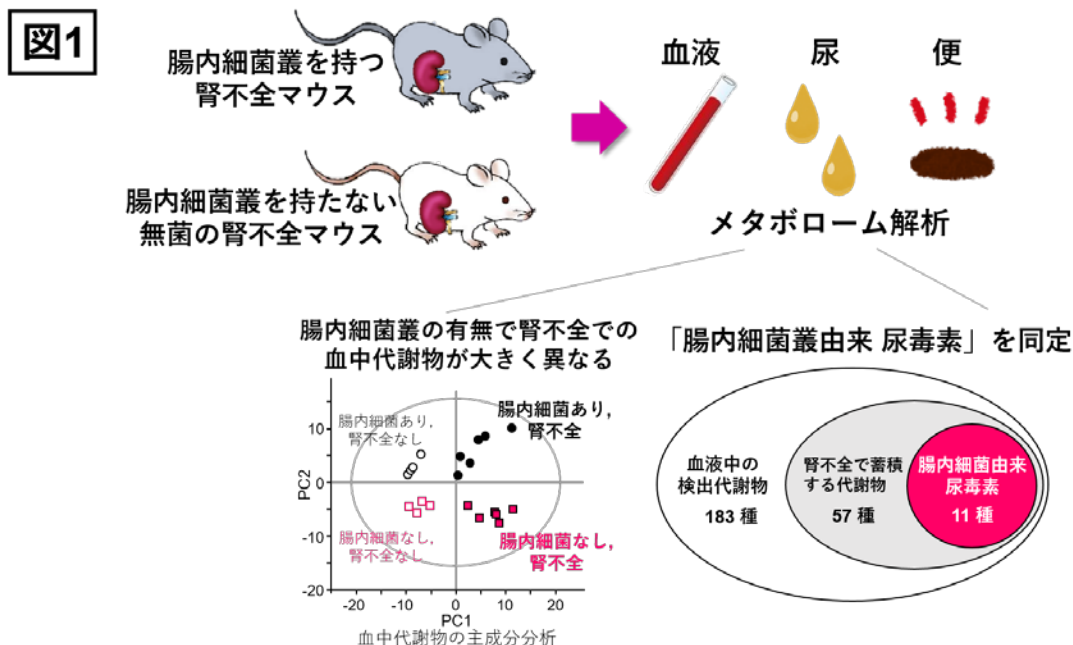 図1
腸内細菌叢を持つ
腎不全マウス
腸内細菌叢を持たない
無菌の腎不全マウス
血液
尿
便
メタボローム解析
腸内細菌叢の有無で腎不全での
血中代謝物が大きく異なる
腸内細菌あり,
腎不全なし
腸内細菌あり,
腎不全
腸内細菌なし,
腎不全なし
腸内細菌なし,
腎不全
PC2
10
0
-10
-20
-20
-10
0
10
20
PC1
血中代謝物の主成分分析
「腸内細菌叢由来 尿毒素」を同定
血液中の
検出代謝物
183 種
腎不全で蓄積
する代謝物
57 種
腸内細菌由来
尿毒素
11 種